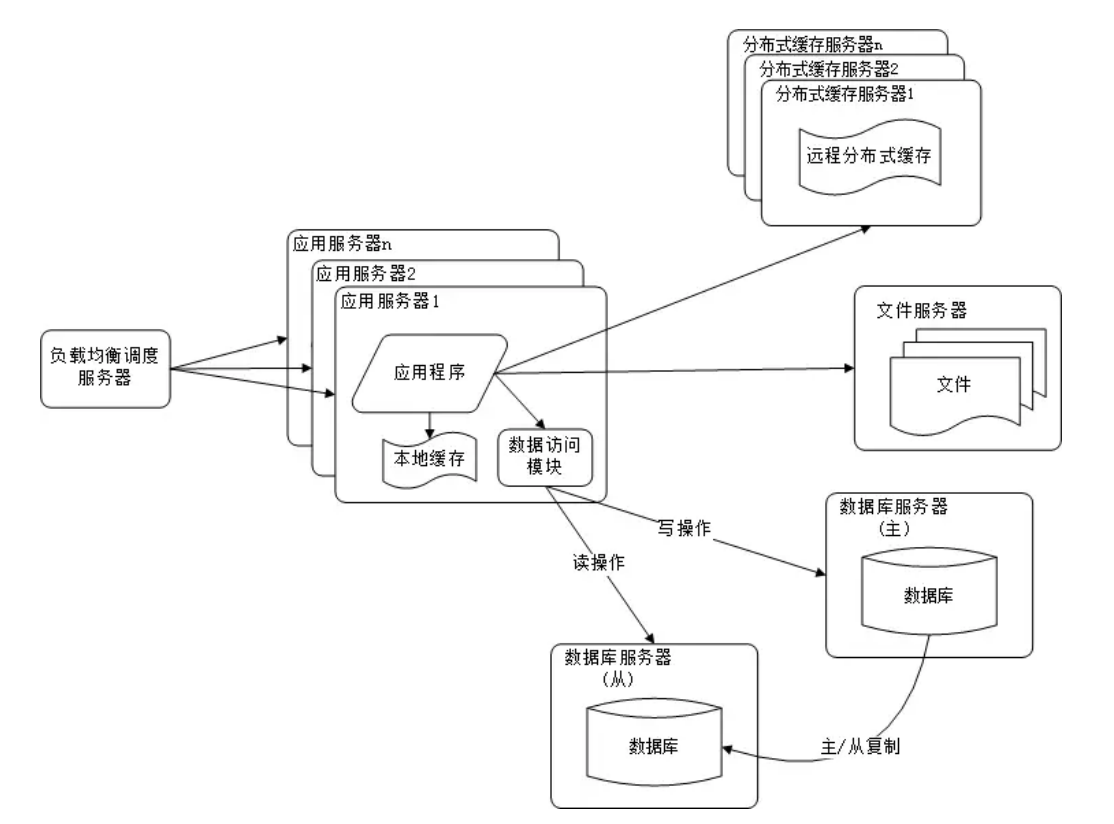 分布式缓存服务器n
分布式缓存服务器2
分布式缓存服务器1
远程分布式缓存
应用服务器n
应用服务器2
应用服务器1
负载均衡调度
服务器
应用程序
本地缓存
数据访问
模块
文件服务器
文件
写操作
读操作
数据库服务器
(主)
数据库
数据库服务器
(从)
数据库
主/从复制